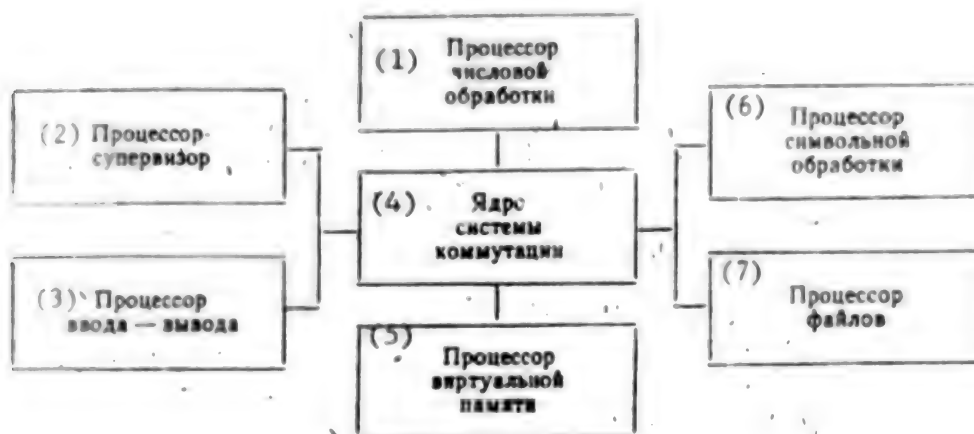 (1) Процессор
числовой
обработки
(2) Процессор-
супервизор
(6) Процессор
символьной
обработки
(4) Ядро
системы
коммутации
(3) Процессор
ввода — вывода
(7) Процессор
файлов
(5) Процессор
виртуальной
памяти